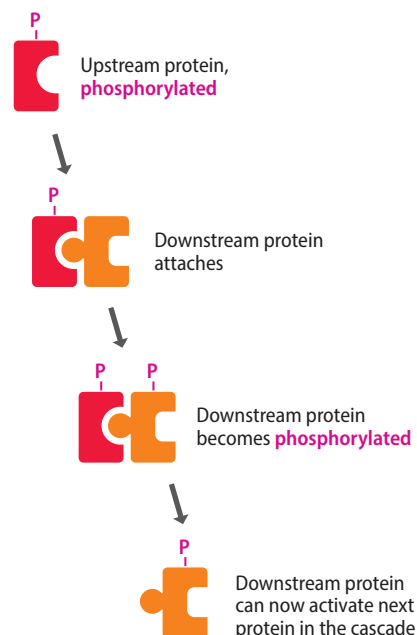 P
Upstream protein,
phosphorylated
P
Downstream protein
attaches
P P
Downstream protein
becomes phosphorylated
P
Downstream protein
can now activate next
protein in the cascade